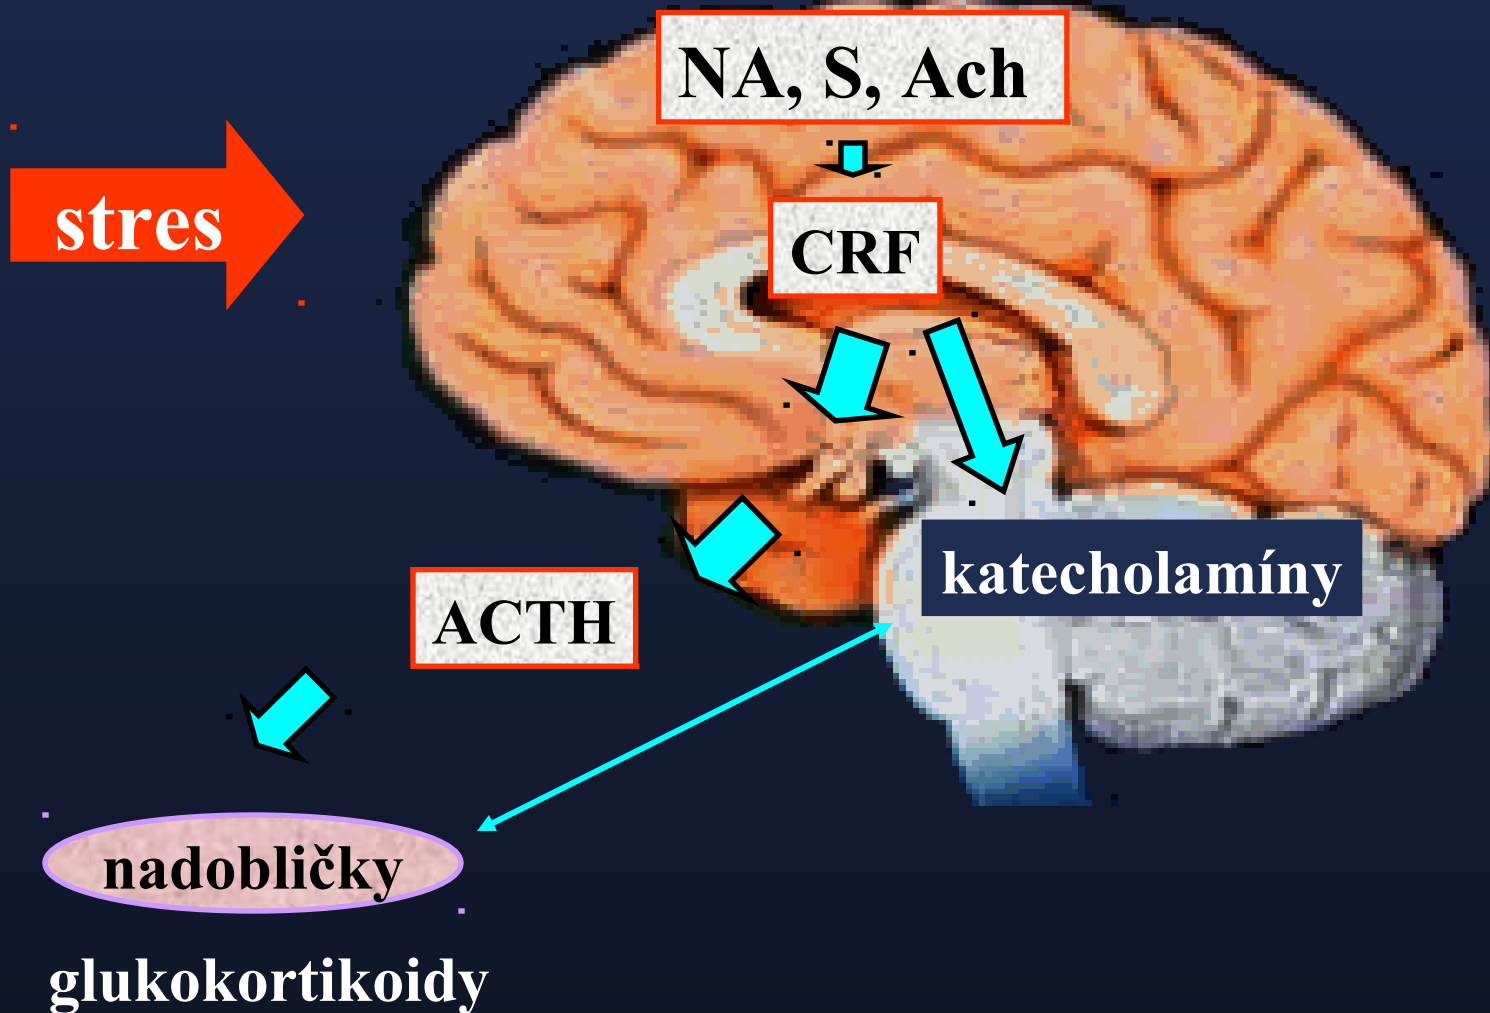 NA, S, Ach
stres
CRF
katecholamíny
ACTH
nadobličky
glukokortikoidy